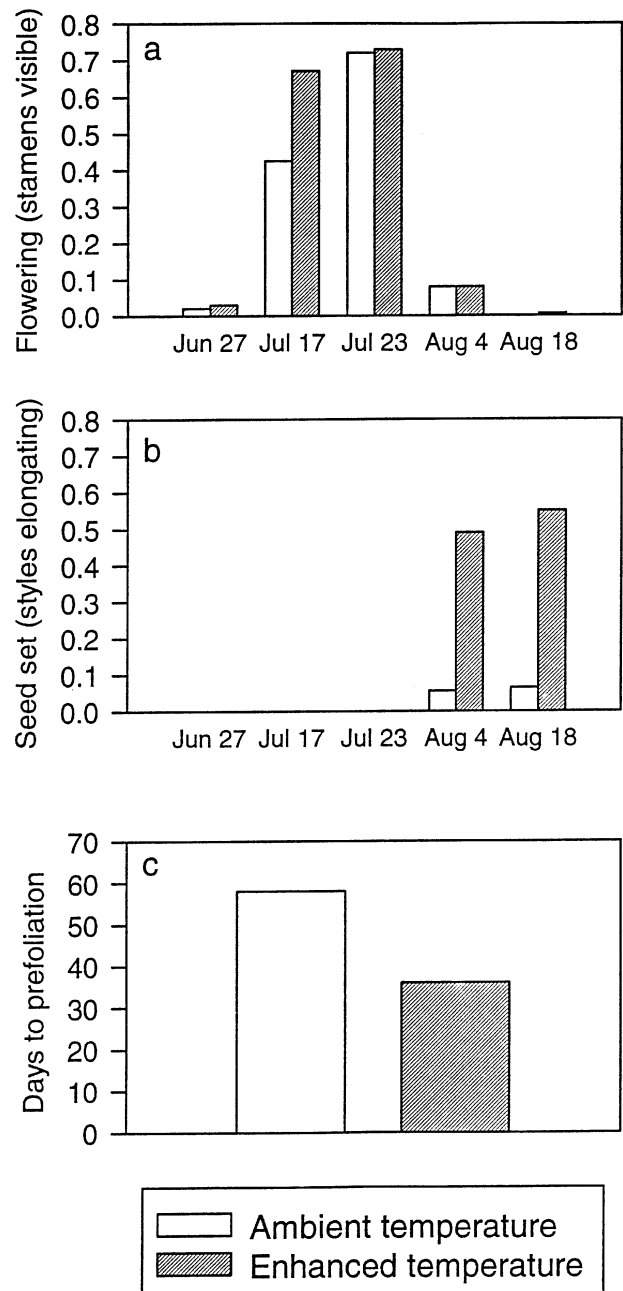 a
Flowering (stamens visible)
0.8
0.7
0.6
0.5
0.4
0.3
0.2
0.1
0.0
Jun 27 Jul 17 Jul 23 Aug 4 Aug 18
b
Seed set (styles elongating)
0.8
0.7
0.6
0.5
0.4
0.3
0.2
0.1
0.0
Jun 27 Jul 17 Jul 23 Aug 4 Aug 18
c
Days to prefoliation
70
60
50
40
30
20
10
0
Ambient temperature
Enhanced temperature